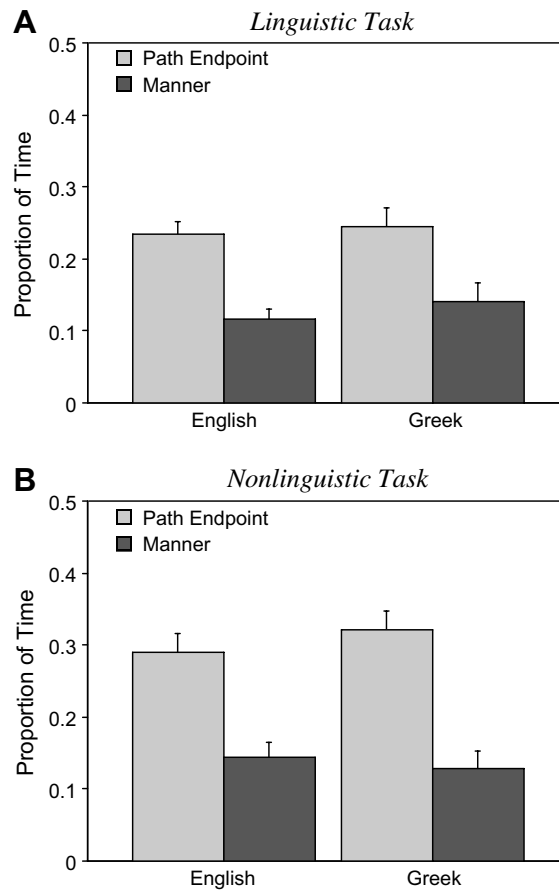 A
Linguistic Task
0.5
Path Endpoint
Manner
0.4
0.3
0.2
0.1
0
Proportion of Time
English Greek
B
Nonlinguistic Task
0.5
Path Endpoint
Manner
0.4
0.3
0.2
0.1
0
Proportion of Time
English Greek